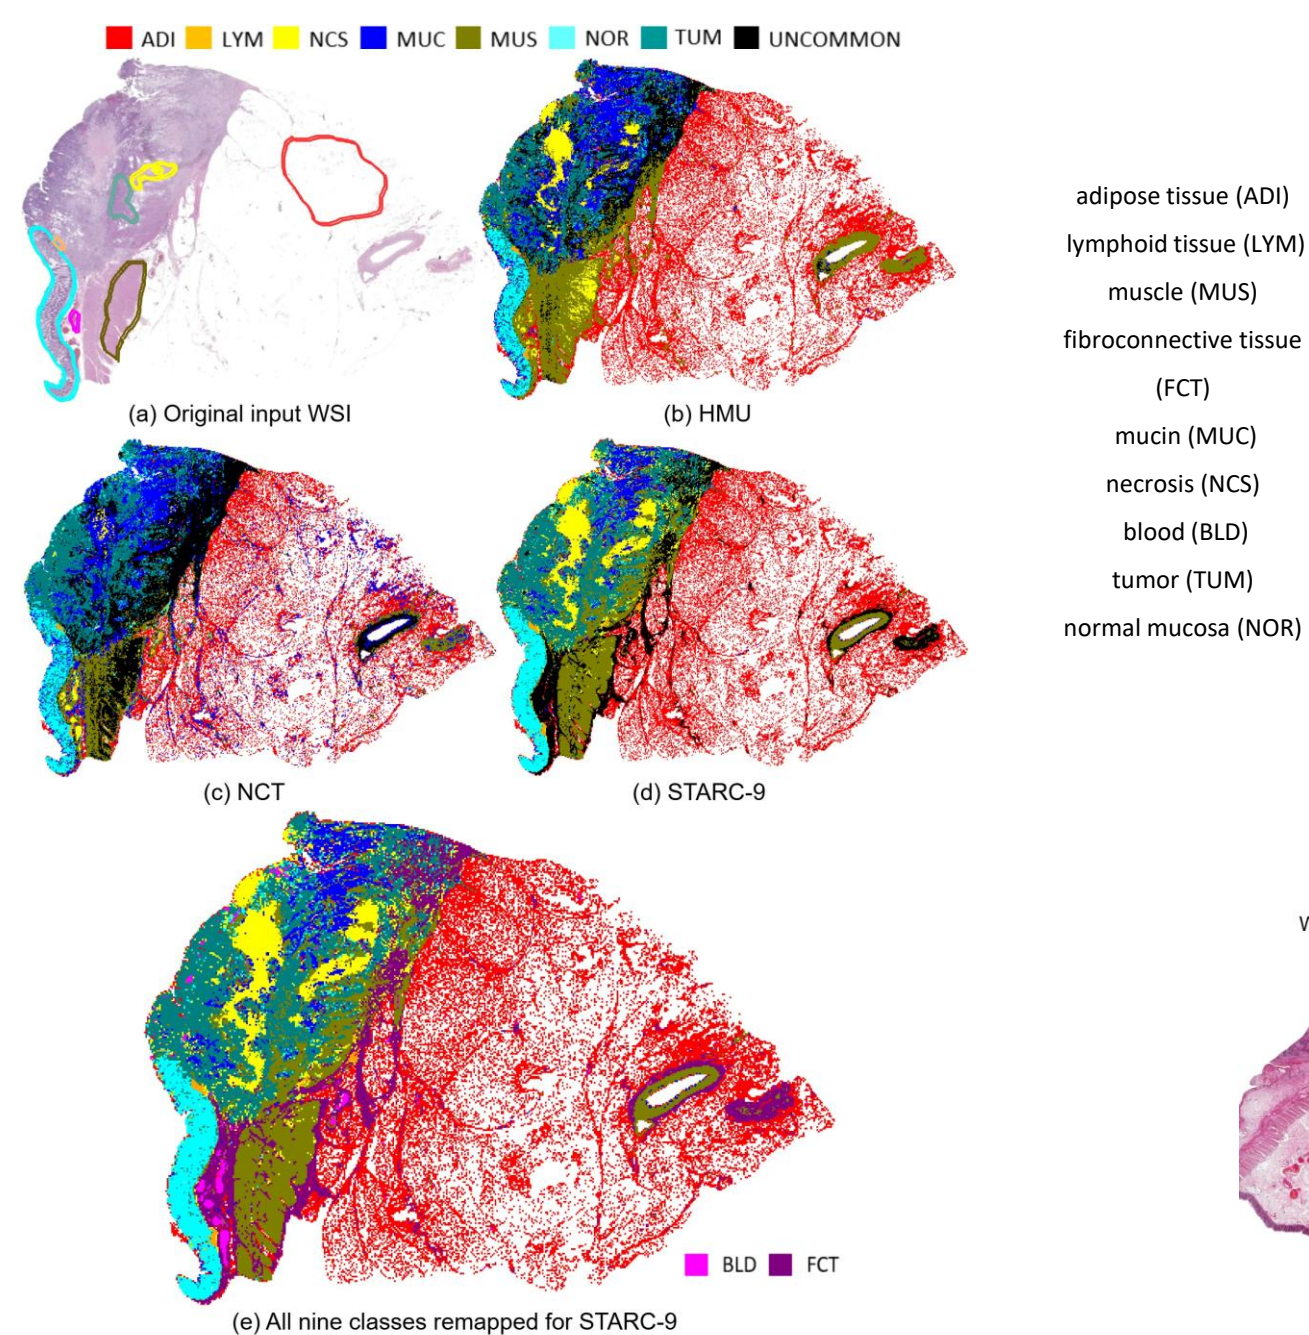 ADI LYM NCS MUC MUS NOR TUM UNCOMMON
(a) Original input WSI
(b) HMU
(c) NCT
(d) STARC-9
BLD FCT
(e) All nine classes remapped for STARC-9
adipose tissue (ADI)
lymphoid tissue (LYM)
muscle (MUS)
fibroconnective tissue
(FCT)
mucin (MUC)
necrosis (NCS)
blood (BLD)
tumor (TUM)
normal mucosa (NOR)